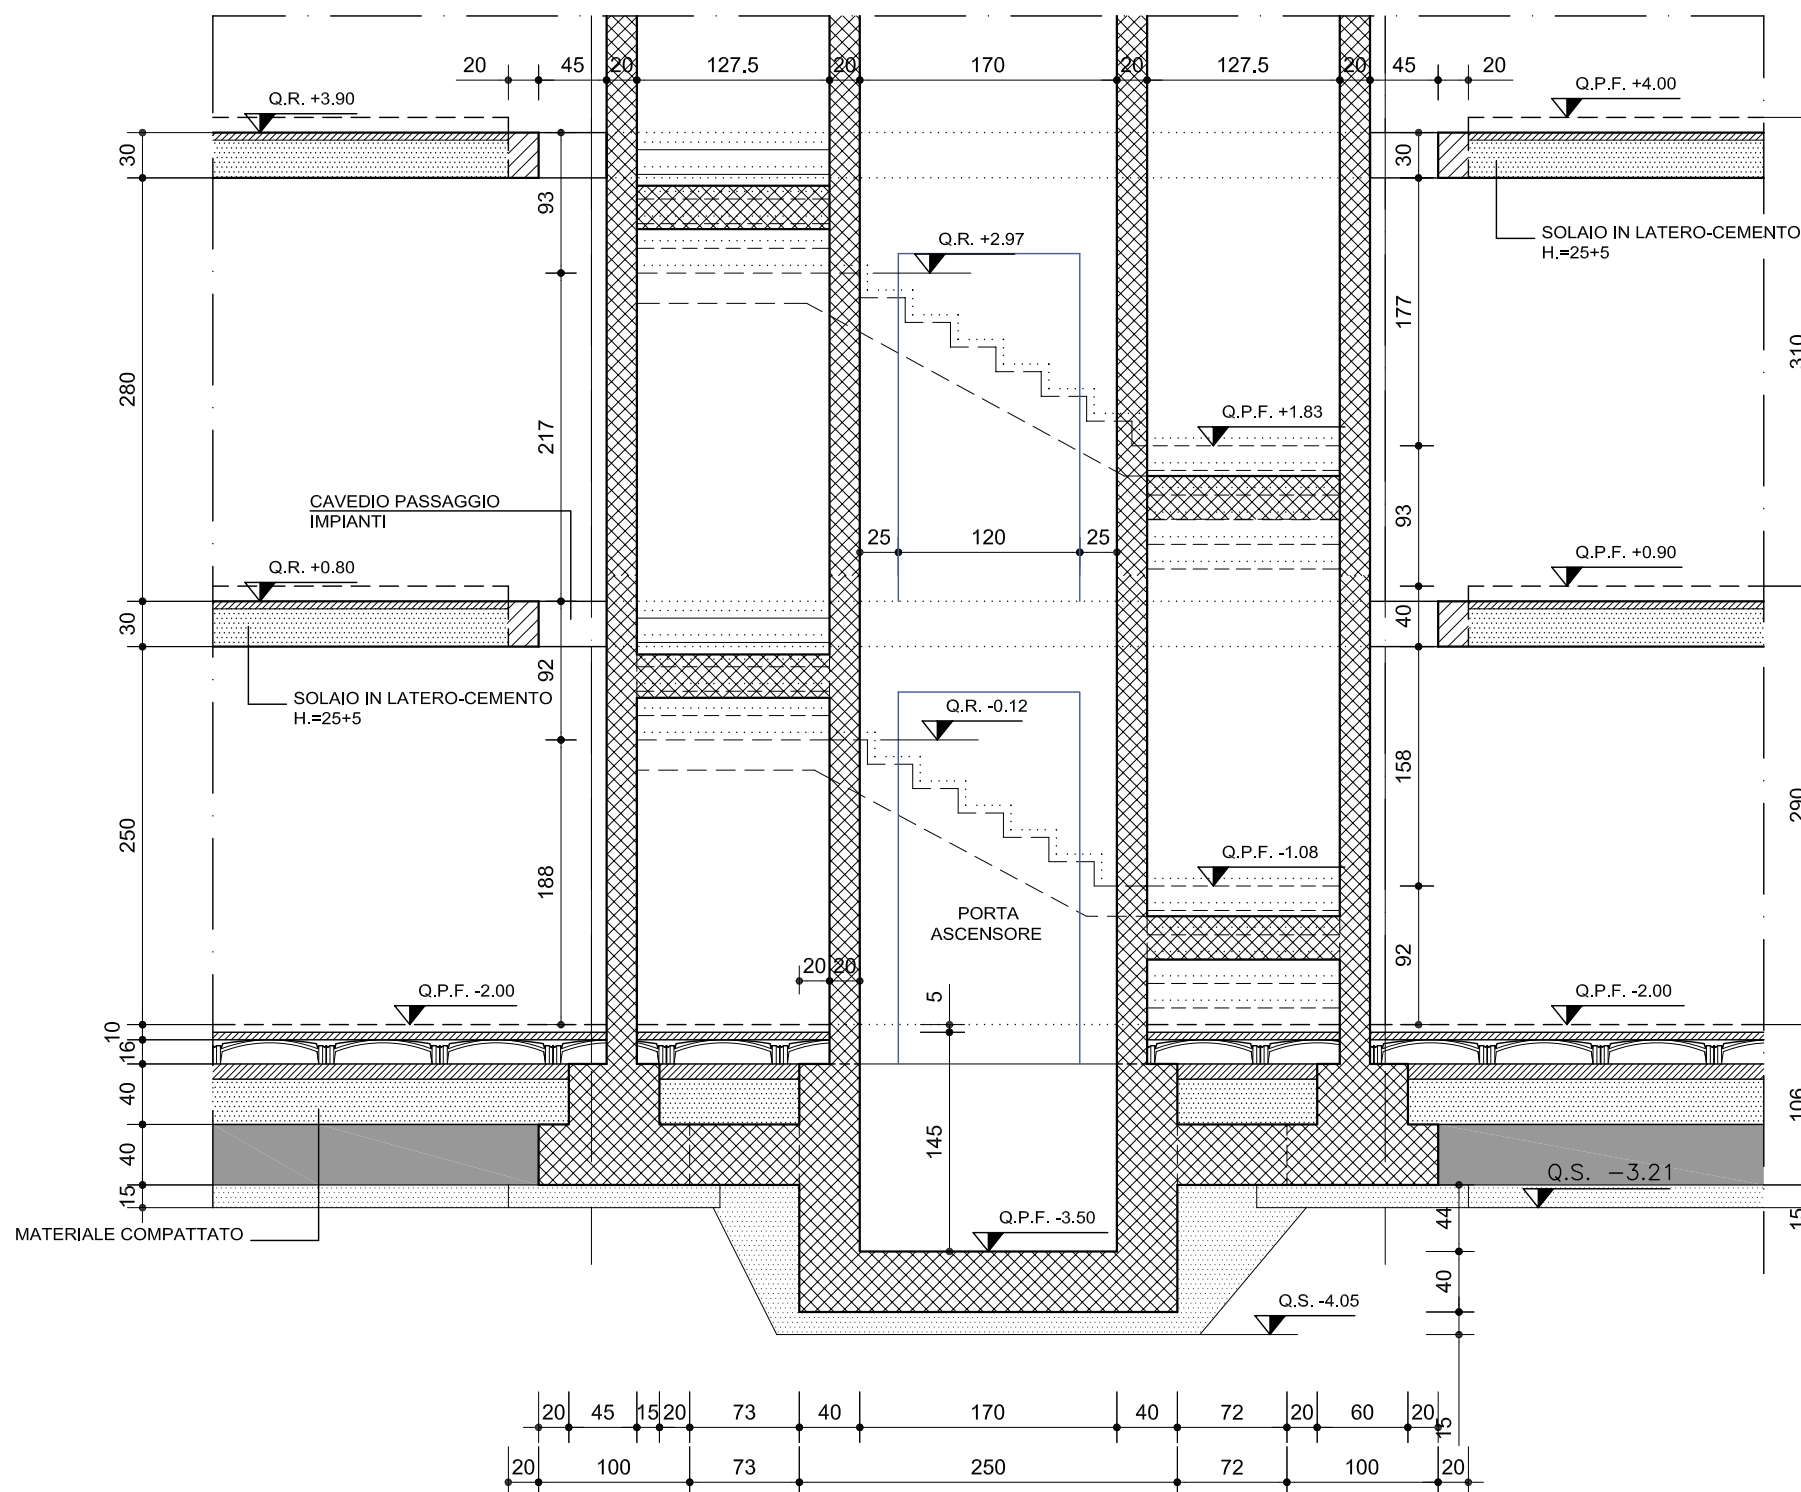 20 45 20 127.5 20 170 20 127.5 20 45 20
Q.R. +3.90
Q.P.F. +4.00
30
30
93
SOLAIO IN LATERO-CEMENTO
H.=25+5
Q.R. +2.97
177
310
280
Q.P.F. +1.83
217
CAVEDIO PASSAGGIO
IMPIANTI
93
25 120 25
Q.R. +0.80
Q.P.F. +0.90
30
40
92
SOLAIO IN LATERO-CEMENTO
H.=25+5
Q.R. -0.12
158
290
250
Q.P.F. -1.08
188
PORTA
ASCENSORE
92
20 20
Q.P.F. -2.00
5
Q.P.F. -2.00
10
16
40
106
145
40
Q.S. -3.21
15
44
15
Q.P.F. -3.50
MATERIALE COMPATTATO
40
Q.S. -4.05
20 45 15 20 73 40 170 40 72 20 60 20
15
20 100 73 250 72 100 20